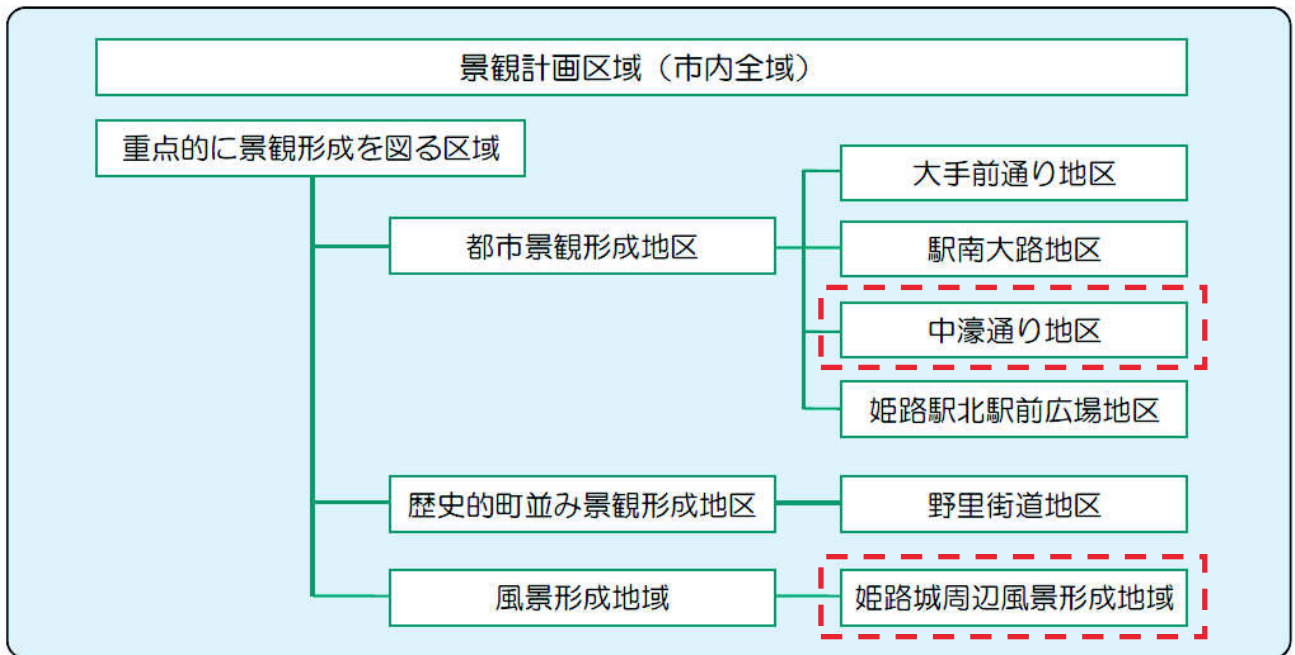 景観計画区域（市内全域）
重点的に景観形成を図る区域
都市景観形成地区
大手前通り地区
駅南大路地区
中濠通り地区
姫路駅北駅前広場地区
歴史的町並み景観形成地区
野里街道地区
風景形成地域
姫路城周辺風景形成地域